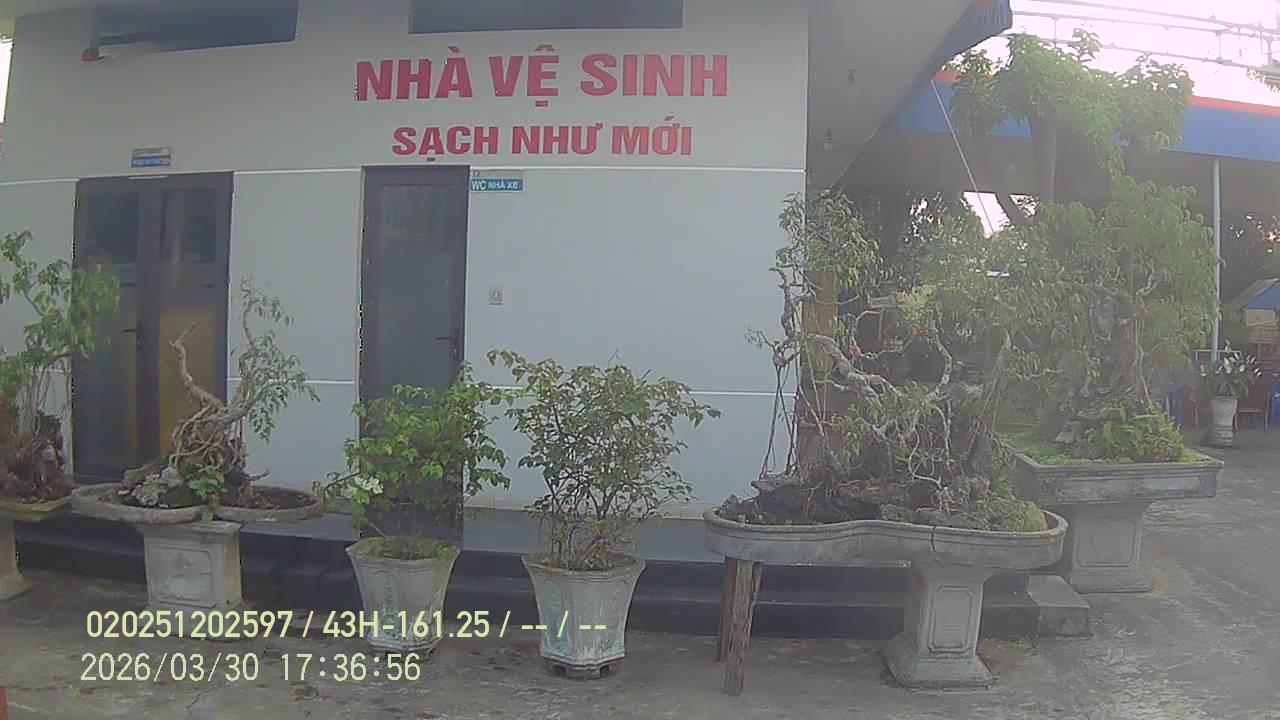 NHÀ VỆ SINH
SẠCH NHƯ MỚI
WC NHÀ XE
020251202597 / 43H-161.25 / -- / --
2026/03/30 17:36:56